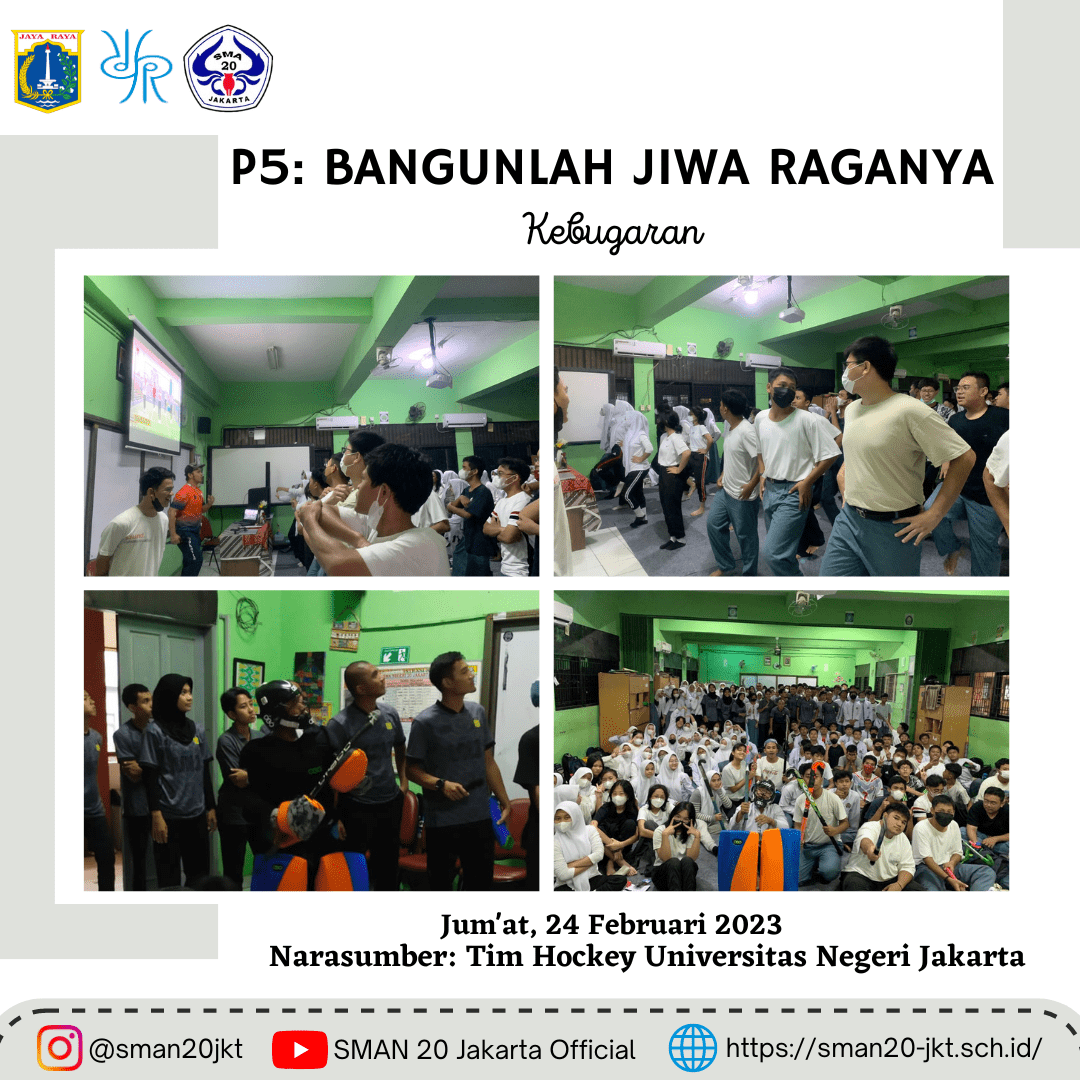 JAYA RAYA
SMA
20
JAKARTA
P5: BANGUNLAH JIWA RAGANYA
Kebugaran
Jum'at, 24 Februari 2023
Narasumber: Tim Hockey Universitas Negeri Jakarta
@sman20jkt
SMAN 20 Jakarta Official
https://sman20-jkt.sch.id/